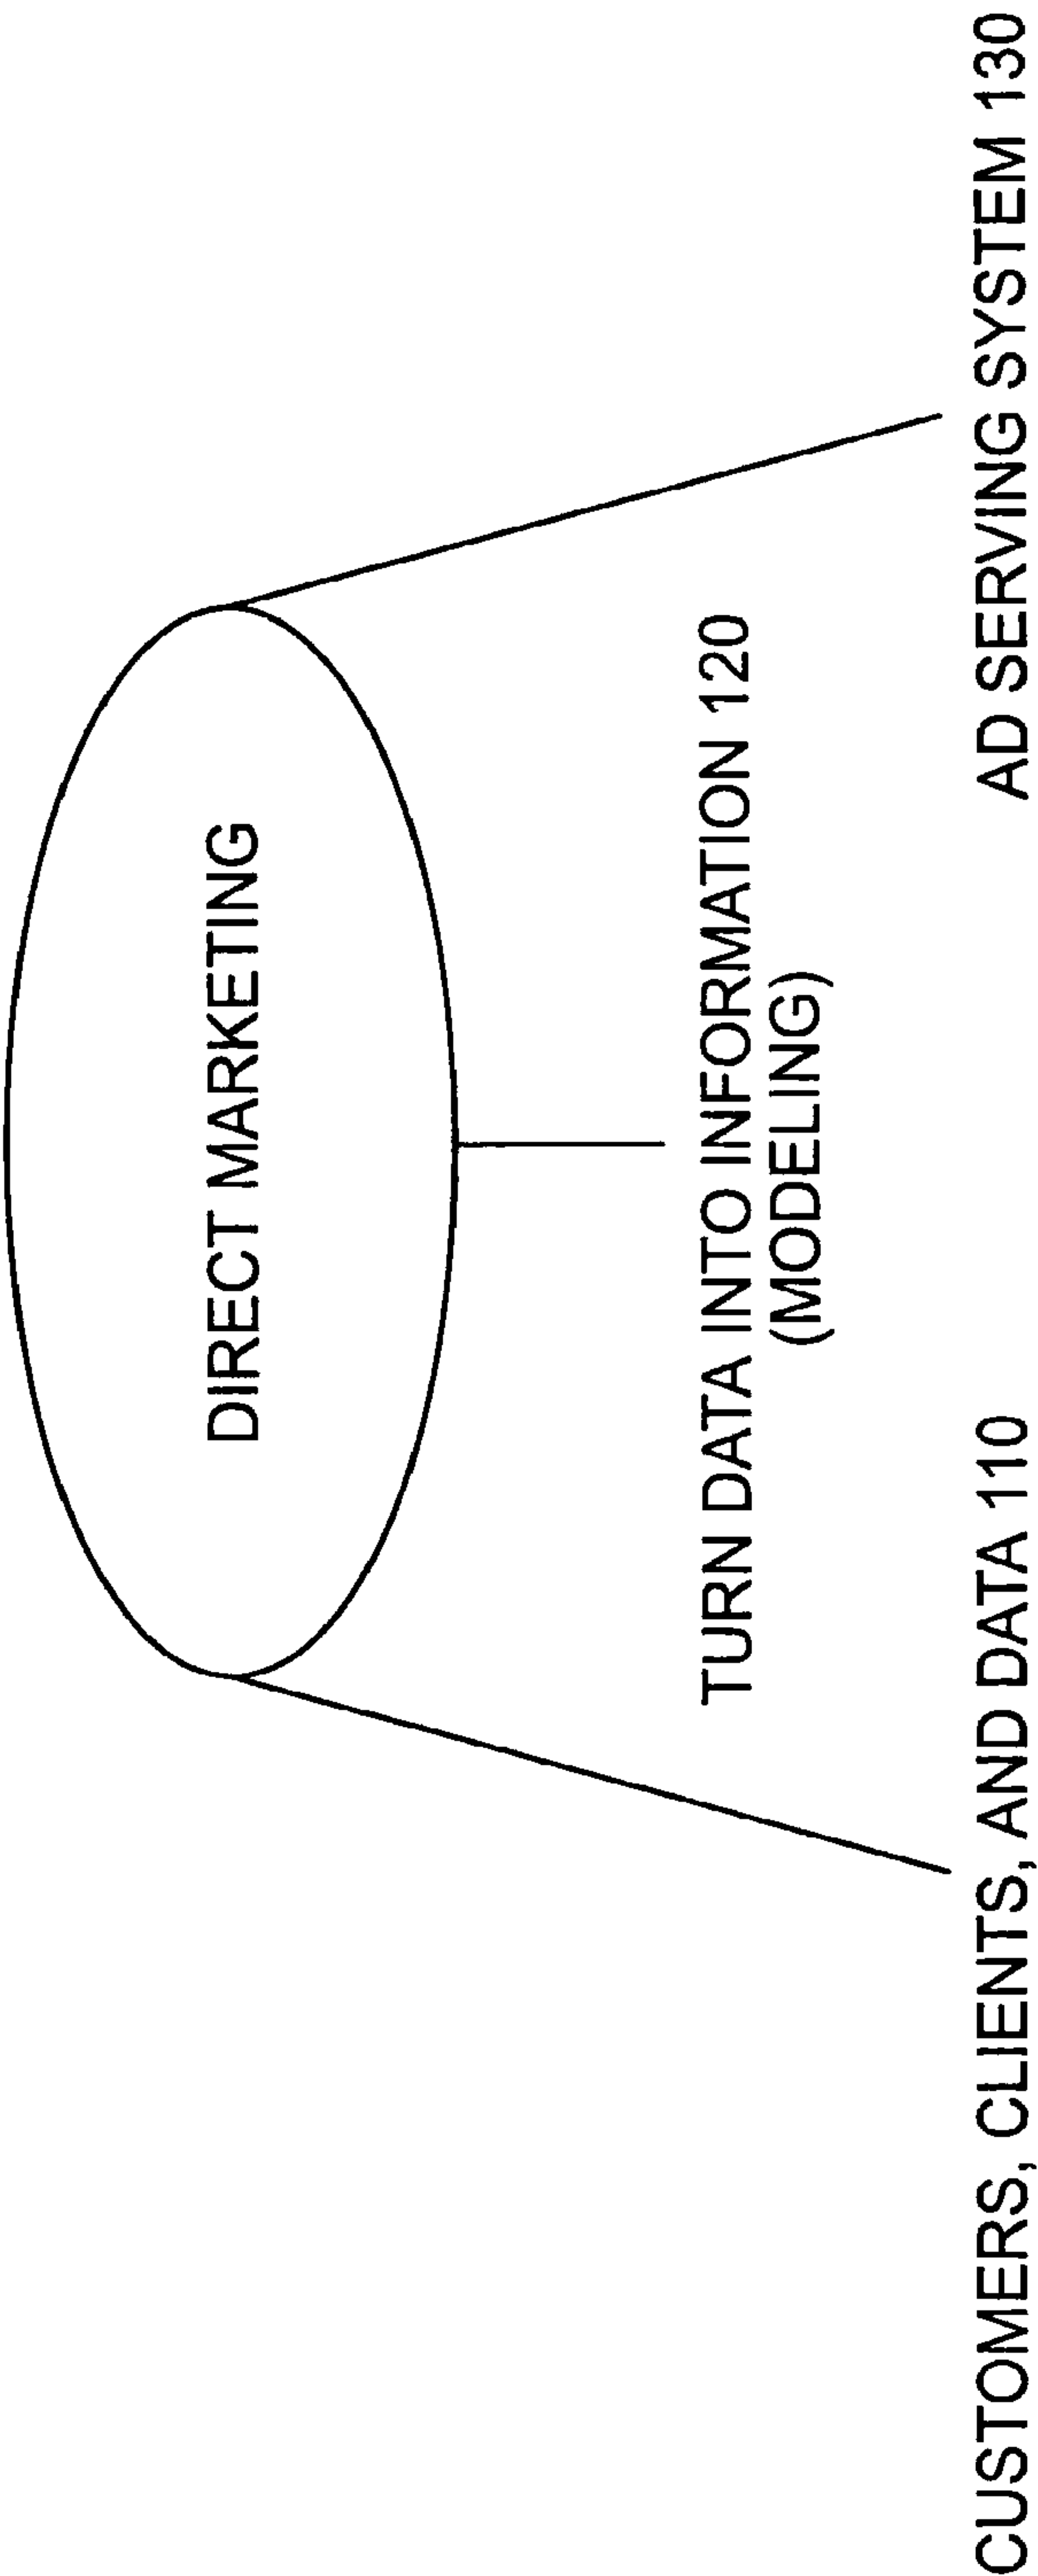 DIRECT MARKETING
TURN DATA INTO INFORMATION 120
(MODELING)
CUSTOMERS, CLIENTS, AND DATA 110
AD SERVING SYSTEM 130